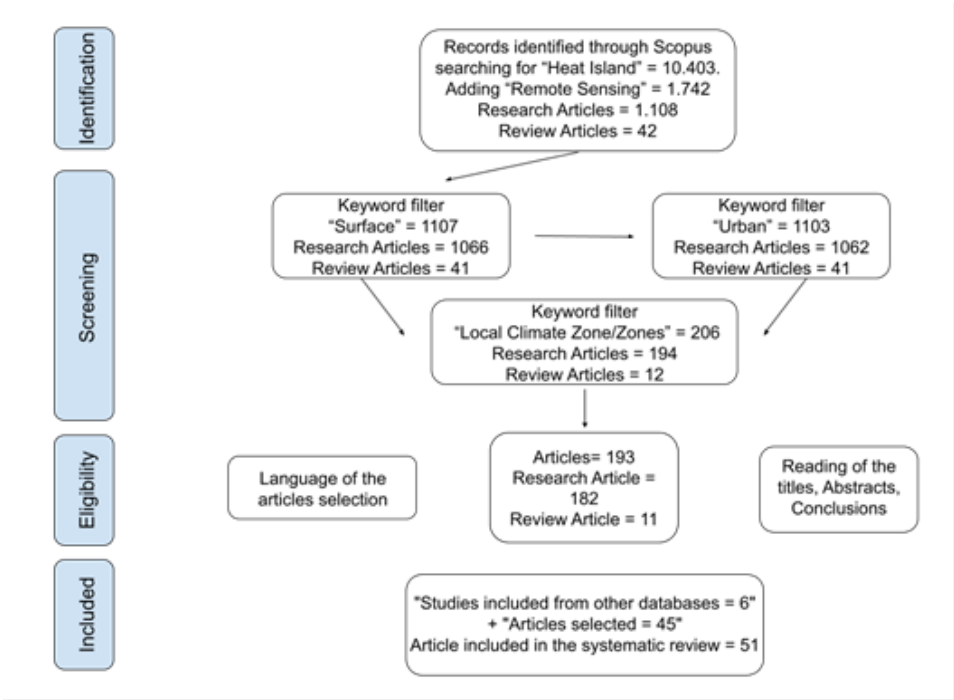 Identification
Records identified through Scopus
searching for “Heat Island” = 10.403.
Adding “Remote Sensing” = 1.742
Research Articles = 1.108
Review Articles = 42
Screening
Keyword filter
“Surface” = 1107
Research Articles = 1066
Review Articles = 41
Keyword filter
“Urban” = 1103
Research Articles = 1062
Review Articles = 41
Keyword filter
“Local Climate Zone/Zones” = 206
Research Articles = 194
Review Articles = 12
Eligibility
Language of the
articles selection
Articles= 193
Research Article =
182
Review Article = 11
Reading of the
titles, Abstracts,
Conclusions
Included
"Studies included from other databases = 6"
+ "Articles selected = 45"
Article included in the systematic review = 51